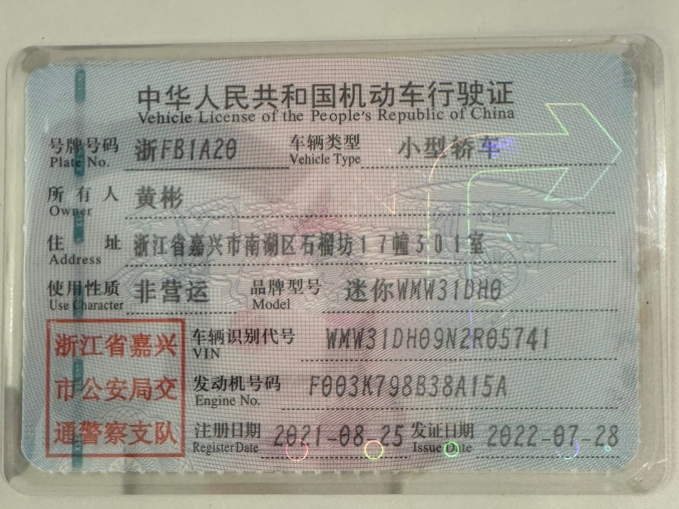 中华人民共和国机动车行驶证
Vehicle License of the People's Republic of China
号牌号码 浙FB1A20 车辆类型 小型轿车
Plate No. Vehicle Type
所有人 黄彬
Owner
住址 浙江省嘉兴市南湖区石榴坊17幢301室
Address
使用性质 非营运 品牌型号 迷你WMW31DH0
Use Character Model
浙江省嘉兴 车辆识别代号 WMW31DH09N2R05741
VIN
市公安局交 发动机号码 F003K798B38A15A
Engine No.
通警察支队 注册日期 2021-08-25 发证日期 2022-07-28
Register Date Issue Date